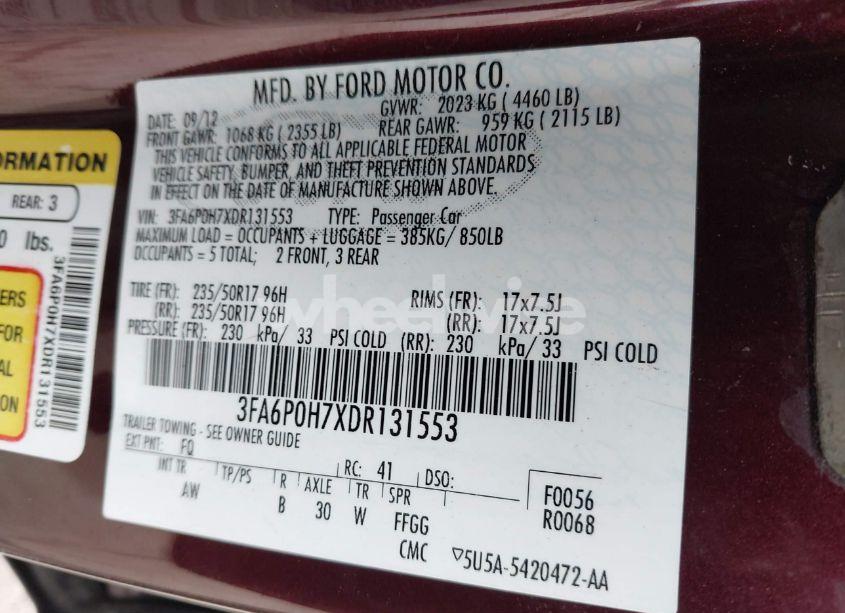 MFD. BY FORD MOTOR CO.
DATE: 09/12 GVWR: 2023 KG ( 4460 LB)
FRONT GAWR: 1068 KG ( 2355 LB) REAR GAWR: 959 KG ( 2115 LB)
THIS VEHICLE CONFORMS TO ALL APPLICABLE FEDERAL MOTOR
VEHICLE SAFETY, BUMPER, AND THEFT PREVENTION STANDARDS
IN EFFECT ON THE DATE OF MANUFACTURE SHOWN ABOVE.
VIN: 3FA6P0H7XDR131553 TYPE: Passenger Car
MAXIMUM LOAD = OCCUPANTS + LUGGAGE = 385KG/ 850LB
OCCUPANTS = 5 TOTAL; 2 FRONT, 3 REAR
TIRE (FR): 235/50R17 96H RIMS (FR): 17x7.5J
(RR): 235/50R17 96H (RR): 17x7.5J
PRESSURE (FR): 230 kPa/ 33 PSI COLD (RR): 230 kPa/ 33 PSI COLD
3FA6P0H7XDR131553
TRAILER TOWING - SEE OWNER GUIDE
EXT PNT: FQ RC: 41 DSO:
INT TR TP/PS R AXLE TR SPR
AW B 30 W FFGG
CMC
F0056
R0068
▽5U5A-5420472-AA
ORMATION
REAR: 3
0 lbs.
ERS
FOR
AL
ION
3FA6P0H7XDR131553
wheel.vie